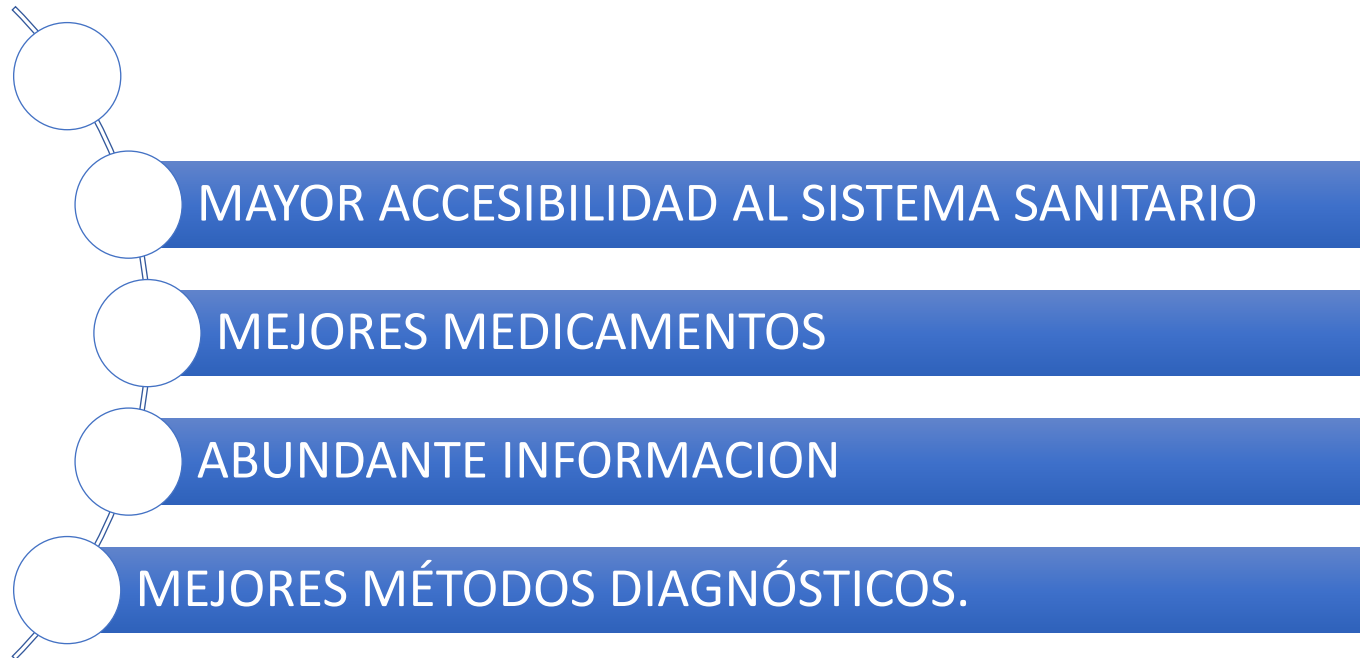 MAYOR ACCESIBILIDAD AL SISTEMA SANITARIO
MEJORES MEDICAMENTOS
ABUNDANTE INFORMACION
MEJORES MÉTODOS DIAGNÓSTICOS.